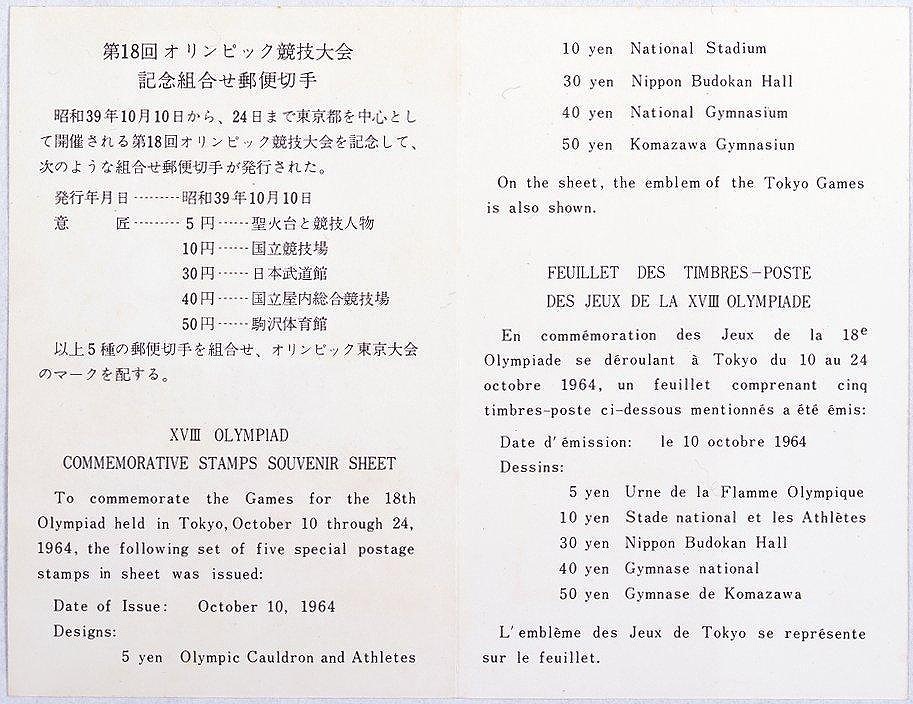 第18回オリンピック競技大会
記念組合せ郵便切手
昭和39年10月10日から、24日まで東京都を中心とし
て開催される第18回オリンピック競技大会を記念して、
次のような組合せ郵便切手が発行された。
発行年月日---------昭和39年10月10日
意　　匠---------5円------聖火台と競技人物
10円------国立競技場
30円------日本武道館
40円------国立屋内総合競技場
50円------駒沢体育館
以上5種の郵便切手を組合せ、オリンピック東京大会
のマークを配する。
XVIII OLYMPIAD
COMMEMORATIVE STAMPS SOUVENIR SHEET
To commemorate the Games for the 18th
Olympiad held in Tokyo, October 10 through 24,
1964, the following set of five special postage
stamps in sheet was issued:
Date of Issue: October 10, 1964
Designs:
5 yen Olympic Cauldron and Athletes
10 yen National Stadium
30 yen Nippon Budokan Hall
40 yen National Gymnasium
50 yen Komazawa Gymnasiun
On the sheet, the emblem of the Tokyo Games
is also shown.
FEUILLET DES TIMBRES-POSTE
DES JEUX DE LA XVIII OLYMPIADE
En commémoration des Jeux de la 18e
Olympiade se déroulant à Tokyo du 10 au 24
octobre 1964, un feuillet comprenant cinq
timbres-poste ci-dessous mentionnés a été émis:
Date d'émission: le 10 octobre 1964
Dessins:
5 yen Urne de la Flamme Olympique
10 yen Stade national et les Athlètes
30 yen Nippon Budokan Hall
40 yen Gymnase national
50 yen Gymnase de Komazawa
L'emblème des Jeux de Tokyo se représente
sur le feuillet.